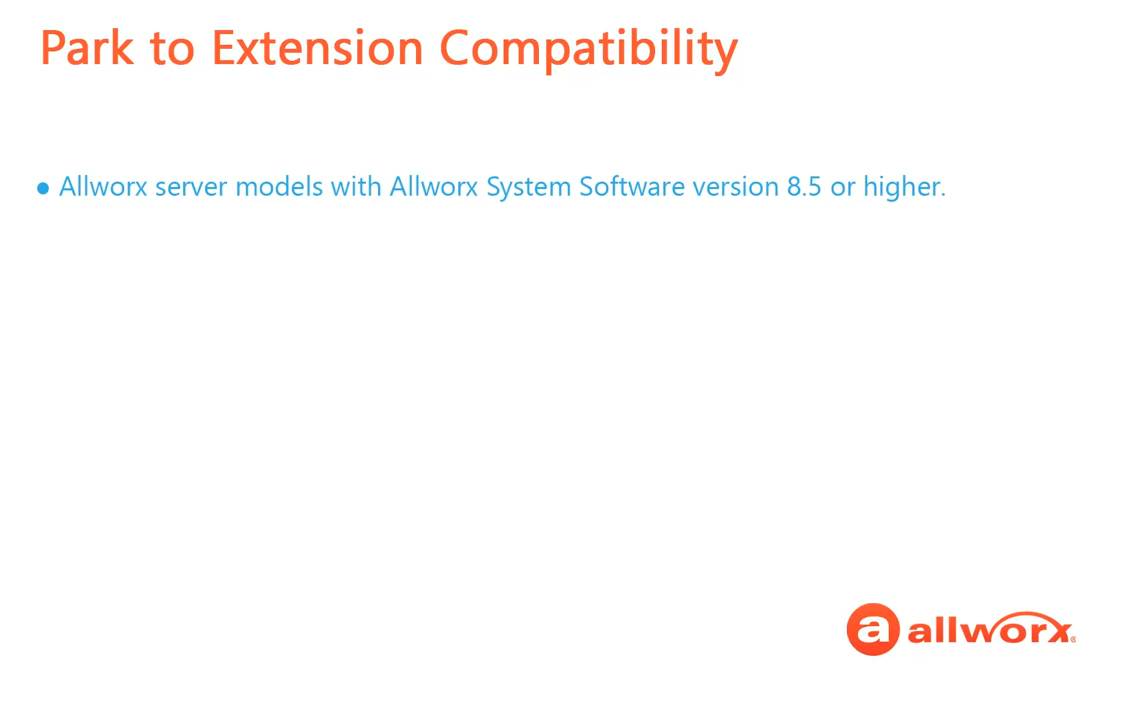 Park to Extension Compatibility
● Allworx server models with Allworx System Software version 8.5 or higher.
a allworx®